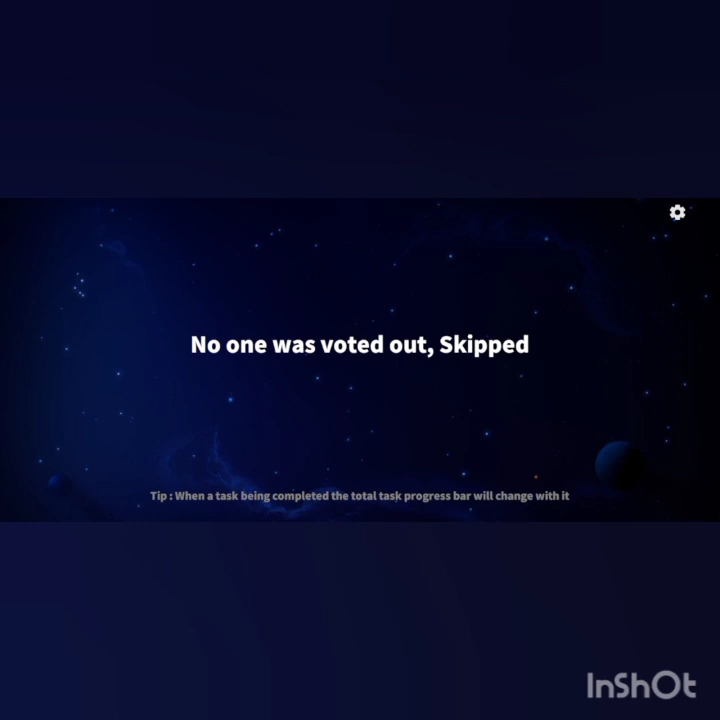 No one was voted out, Skipped
Tip : When a task being completed the total task progress bar will change with it
InShOt